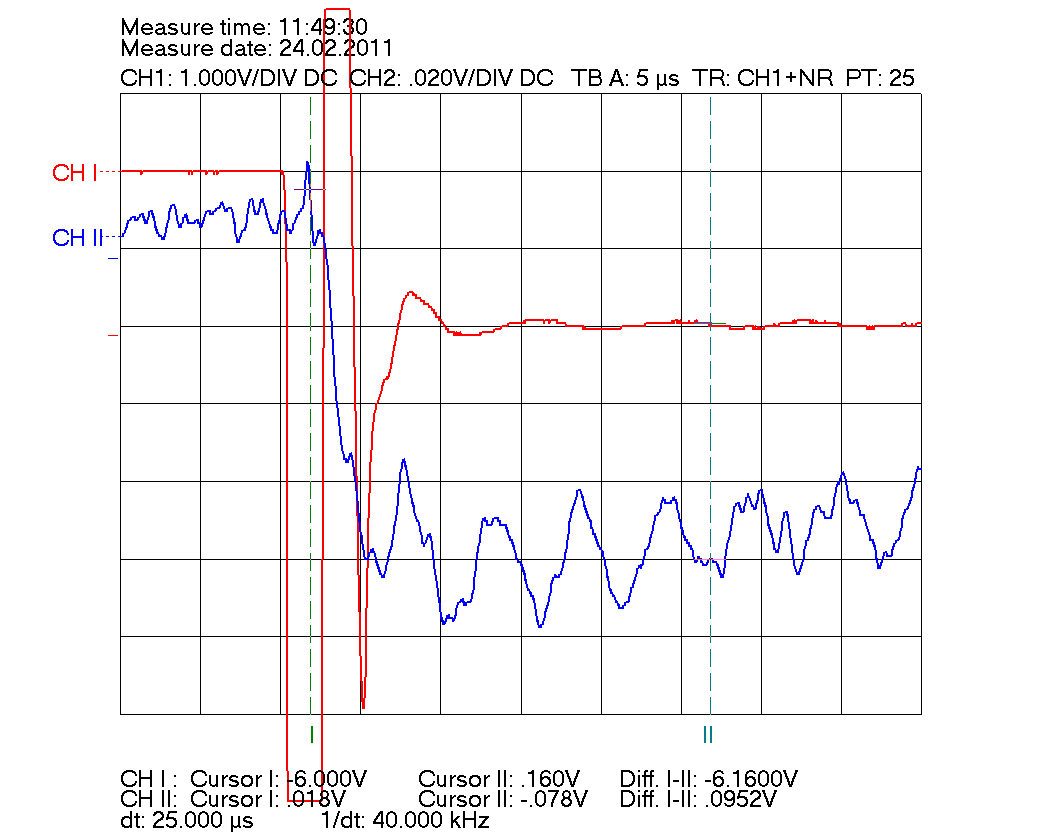 Measure time: 11:49:30
Measure date: 24.02.2011
CH1: 1.000V/DIV DC CH2: .020V/DIV DC TB A: 5 µs TR: CH1+NR PT: 25
CH I
CH II
I II
CH I : Cursor I: -6.000V Cursor II: .160V Diff. I-II: -6.1600V
CH II: Cursor I: .018V Cursor II: -.078V Diff. I-II: .0952V
dt: 25.000 µs 1/dt: 40.000 kHz